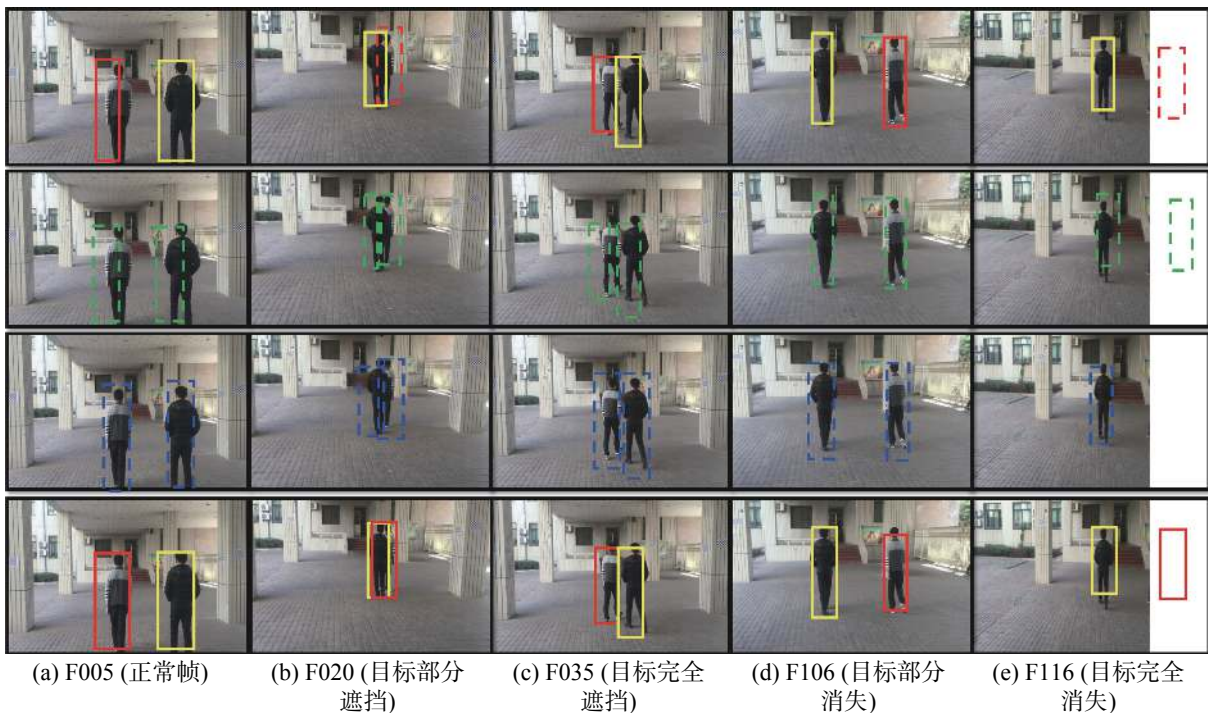 (a) F005 (正常帧)
(b) F020 (目标部分
遮挡)
(c) F035 (目标完全
遮挡)
(d) F106 (目标部分
消失)
(e) F116 (目标完全
消失)